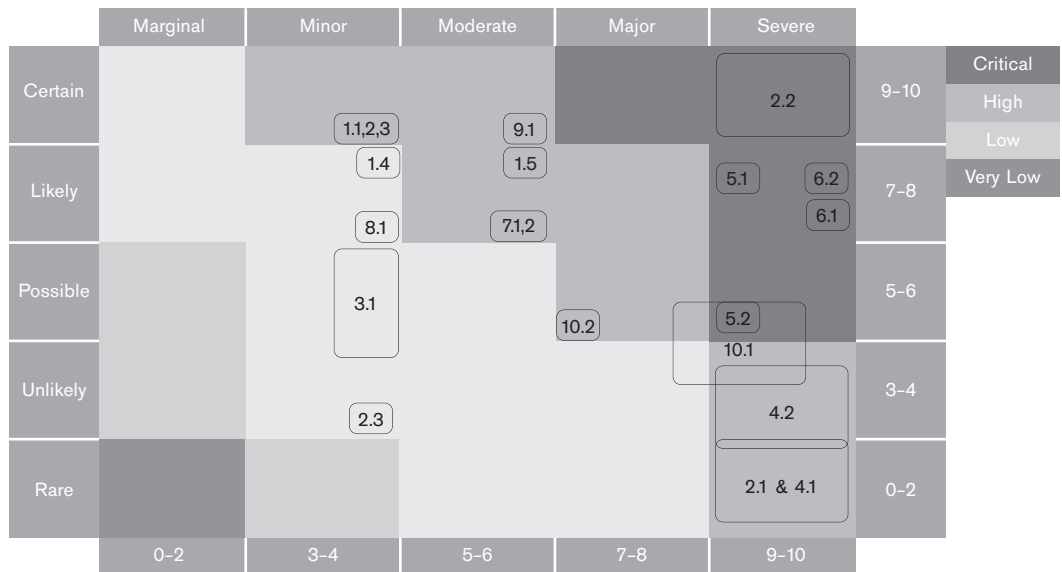 Marginal Minor Moderate Major Severe
Certain 2.2 9–10 Critical
High
1.1,2,3 9.1
Low
1.4 1.5
Likely 5.1 6.2 7–8 Very Low
6.1
8.1 7.1,2
Possible 3.1 5–6
10.2 5.2
10.1
Unlikely 4.2 3–4
2.3
Rare 2.1 & 4.1 0–2
0–2 3–4 5–6 7–8 9–10